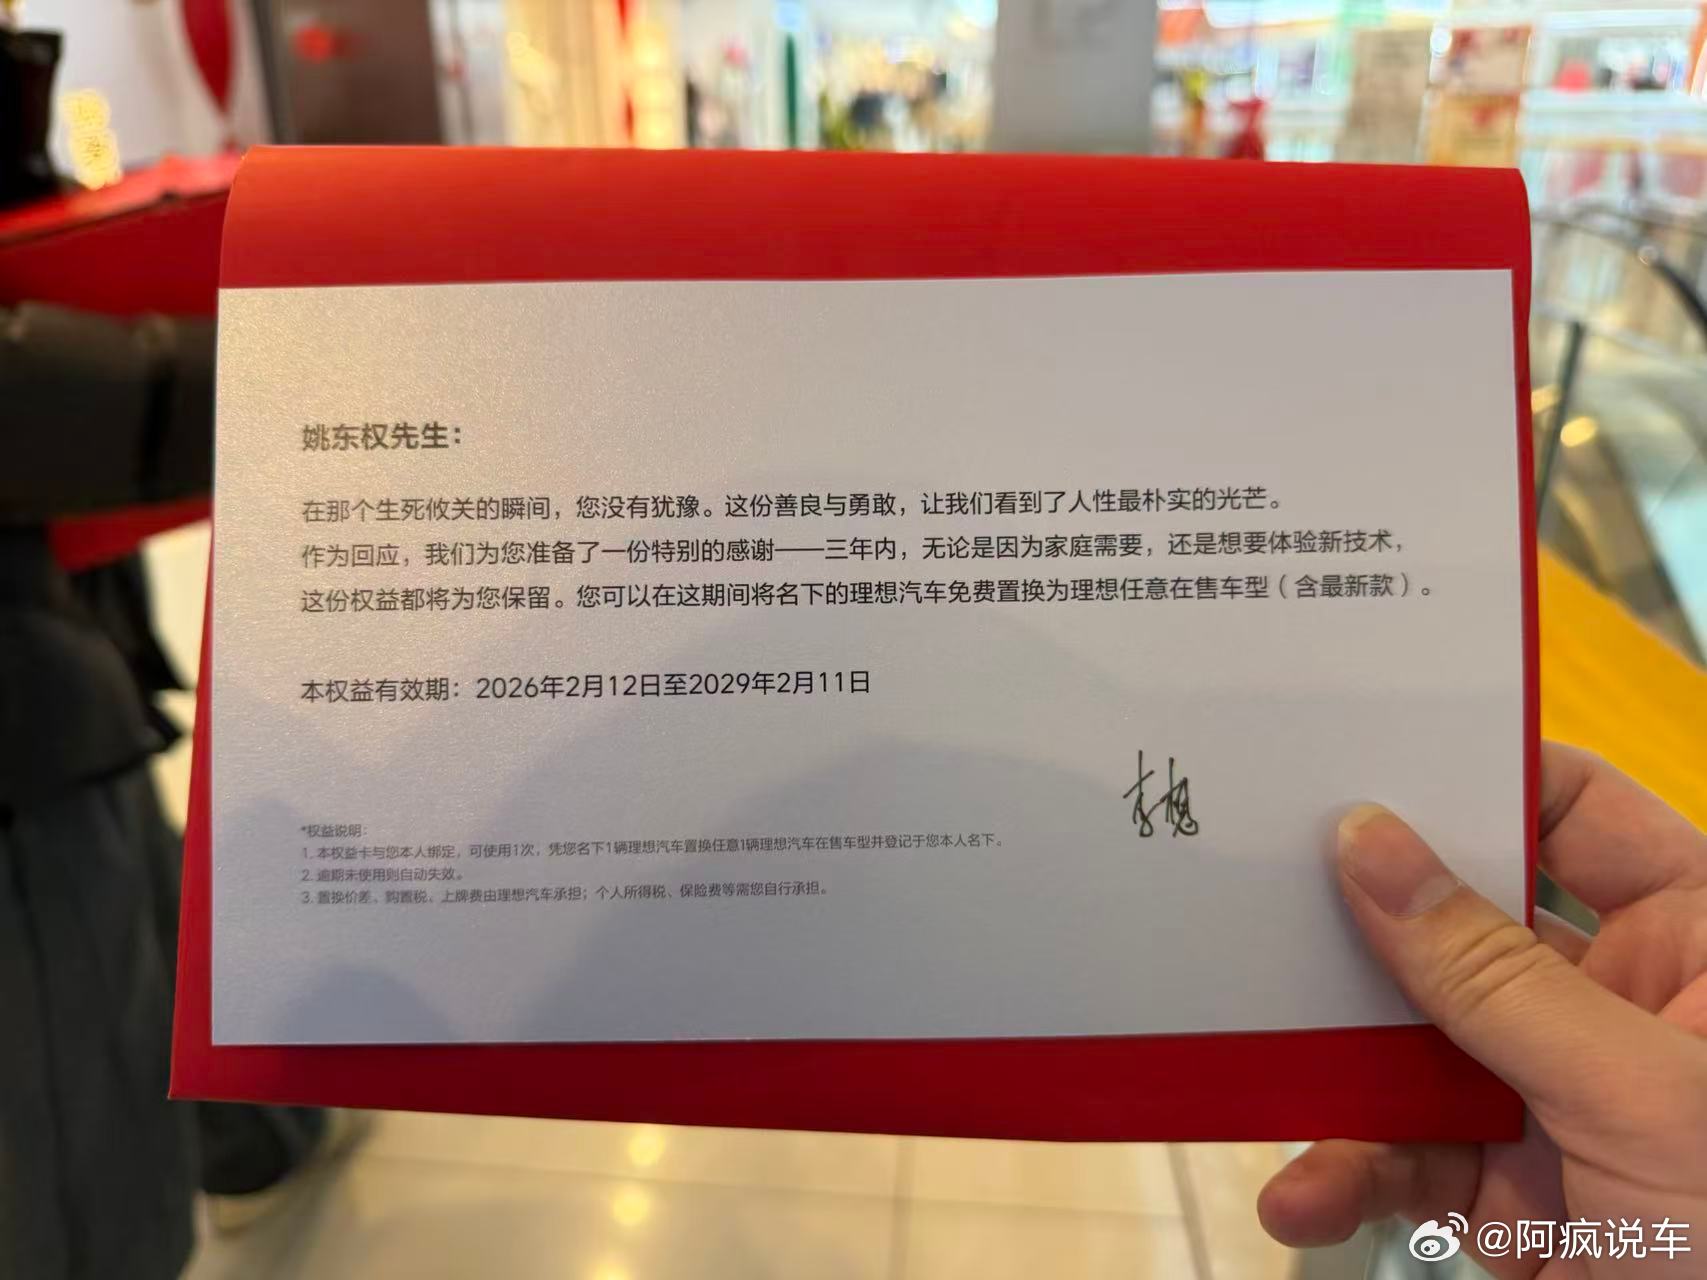 姚东权先生：
在那个生死攸关的瞬间，您没有犹豫。这份善良与勇敢，让我们看到了人性最朴实的光芒。
作为回应，我们为您准备了一份特别的感谢——三年内，无论是因为家庭需要，还是想要体验新技术，
这份权益都将为您保留。您可以在这期间将名下的理想汽车免费置换为理想任意在售车型（含最新款）。
本权益有效期：2026年2月12日至2029年2月11日
李想
*权益说明：
1. 本权益卡与您本人绑定，可使用1次，凭您名下1辆理想汽车置换任意1辆理想汽车在售车型并登记于您本人名下。
2. 逾期未使用则自动失效。
3. 置换价差、购置税、上牌费由理想汽车承担；个人所得税、保险费等需您自行承担。
@阿疯说车